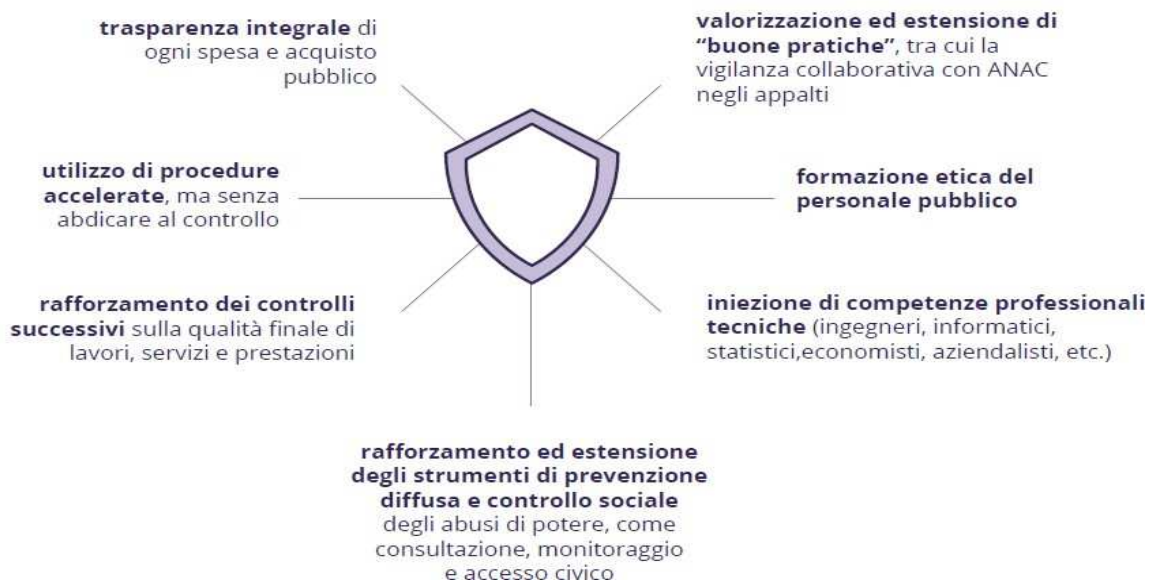 trasparenza integrale di
ogni spesa e acquisto
pubblico
valorizzazione ed estensione di
“buone pratiche”, tra cui la
vigilanza collaborativa con ANAC
negli appalti
utilizzo di procedure
accelerate, ma senza
abdicare al controllo
formazione etica del
personale pubblico
rafforzamento dei controlli
successivi sulla qualità finale di
lavori, servizi e prestazioni
iniezione di competenze professionali
tecniche (ingegneri, informatici,
statistici,economisti, aziendalisti, etc.)
rafforzamento ed estensione
degli strumenti di prevenzione
diffusa e controllo sociale
degli abusi di potere, come
consultazione, monitoraggio
e accesso civico